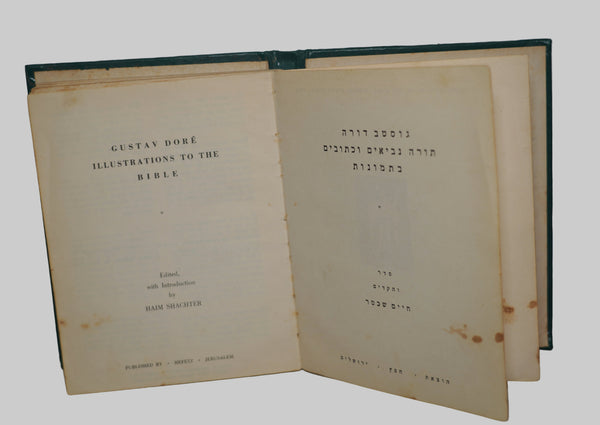 GUSTAV DORÉ
ILLUSTRATIONS TO THE
BIBLE
Edited,
with Introduction
by
HAIM SHACHTER
PUBLISHED BY · · JERUSALEM
גוסטב דורה
תורה נביאים וכתובים
בתמונות
סדר
והקדים
חיים שכטר
הוצאת · חפץ · ירושלים